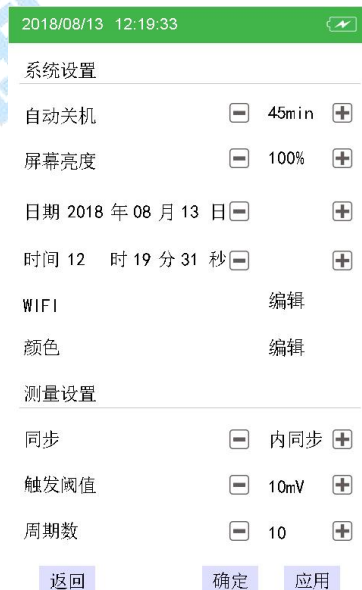 2018/08/13 12:19:33
系统设置
自动关机 45min
屏幕亮度 100%
日期 2018 年 08 月 13 日
时间 12 时 19 分 31 秒
WIFI 编辑
颜色 编辑
测量设置
同步 内同步
触发阈值 10mV
周期数 10
返回 确定 应用